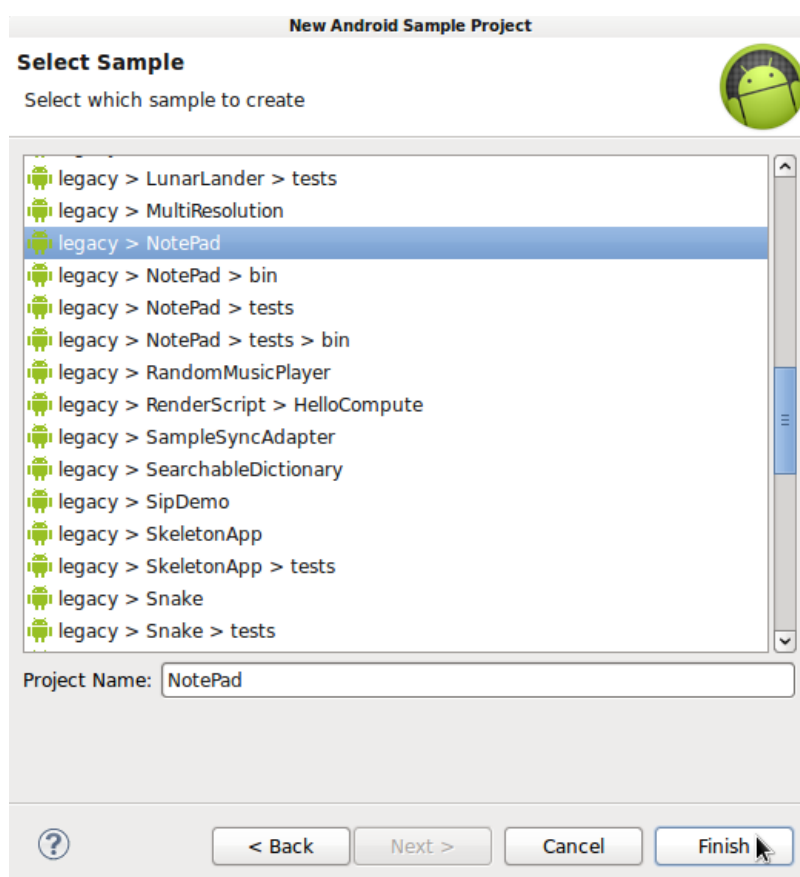 New Android Sample Project
Select Sample
Select which sample to create
legacy > LunarLander > tests
legacy > MultiResolution
legacy > NotePad
legacy > NotePad > bin
legacy > NotePad > tests
legacy > NotePad > tests > bin
legacy > RandomMusicPlayer
legacy > RenderScript > HelloCompute
legacy > SampleSyncAdapter
legacy > SearchableDictionary
legacy > SipDemo
legacy > SkeletonApp
legacy > SkeletonApp > tests
legacy > Snake
legacy > Snake > tests
Project Name: NotePad
? < Back Next > Cancel Finish